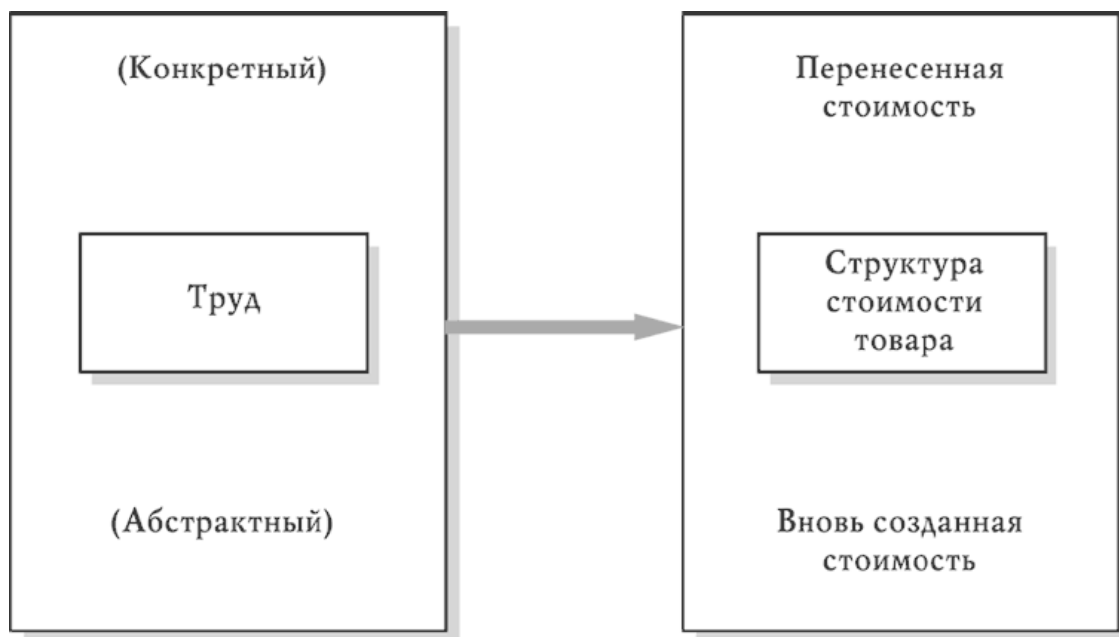 (Конкретный)
Труд
(Абстрактный)
Перенесенная
стоимость
Структура
стоимости
товара
Вновь созданная
стоимость